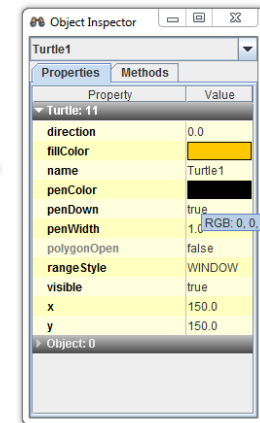 Object Inspector
Turtle1
Properties Methods
Property Value
Turtle: 11
direction 0.0
fillColor
name Turtle1
penColor
penDown true
penWidth 1.0 RGB: 0, 0,
polygonOpen false
rangeStyle WINDOW
visible true
x 150.0
y 150.0
Object: 0